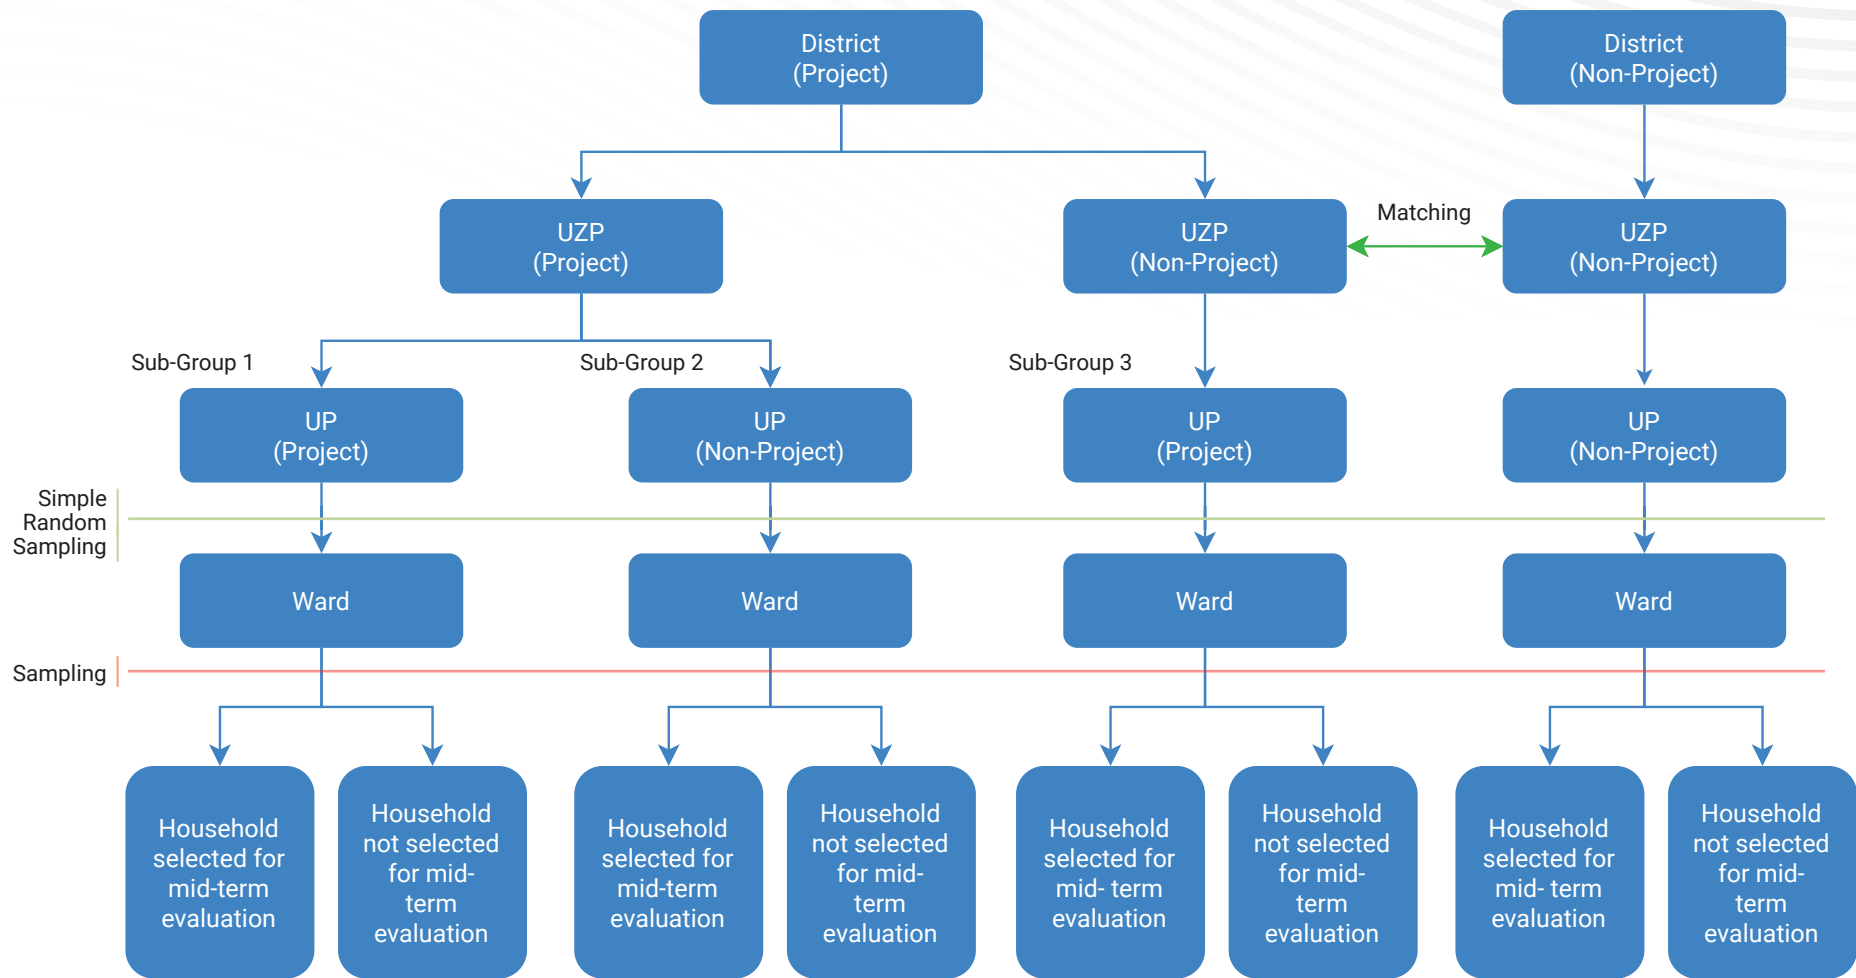 District
(Project)
District
(Non-Project)
UZP
(Project)
UZP
(Non-Project)
Matching
UZP
(Non-Project)
Sub-Group 1
Sub-Group 2
Sub-Group 3
UP
(Project)
UP
(Non-Project)
UP
(Project)
UP
(Non-Project)
Simple
Random
Sampling
Ward
Ward
Ward
Ward
Sampling
Household
selected for
mid-term
evaluation
Household
not selected
for mid-
term
evaluation
Household
selected for
mid-term
evaluation
Household
not selected
for mid-
term
evaluation
Household
selected for
mid- term
evaluation
Household
not selected
for mid-
term
evaluation
Household
selected for
mid- term
evaluation
Household
not selected
for mid-
term
evaluation